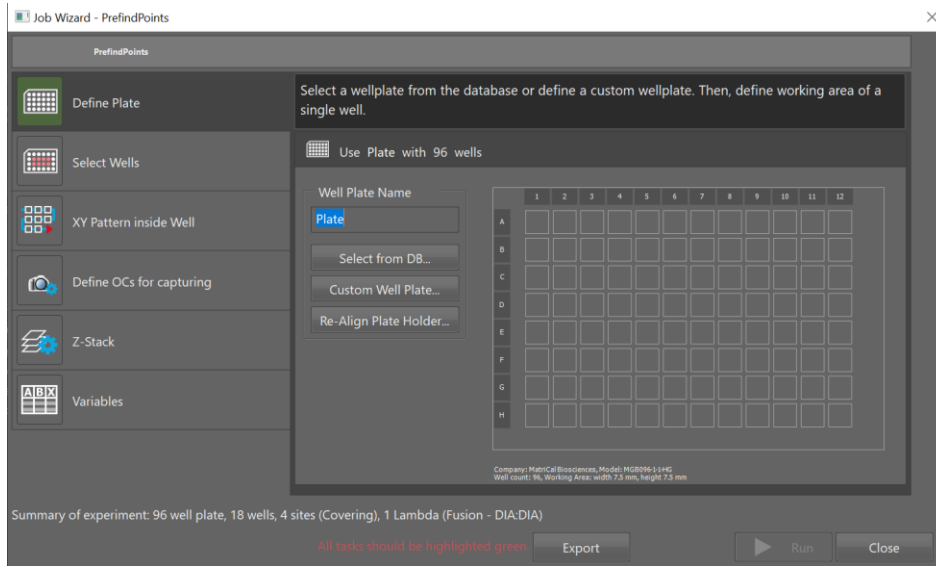 Job Wizard - PrefindPoints
PrefindPoints
Define Plate
Select Wells
XY Pattern inside Well
Define OCs for capturing
Z-Stack
ABX
Variables
Select a wellplate from the database or define a custom wellplate. Then, define working area of a
single well.
Use Plate with 96 wells
Well Plate Name
Plate
Select from DB...
Custom Well Plate...
Re-Align Plate Holder...
1 2 3 4 5 6 7 8 9 10 11 12
A
B
C
D
E
F
G
H
Company: MatriCal Biosciences, Model: MGB096-1-1-HG
Well count: 96, Working Area: width 7.5 mm, height 7.5 mm
Summary of experiment: 96 well plate, 18 wells, 4 sites (Covering), 1 Lambda (Fusion - DIA:DIA)
All tasks should be highlighted green
Export
Run
Close